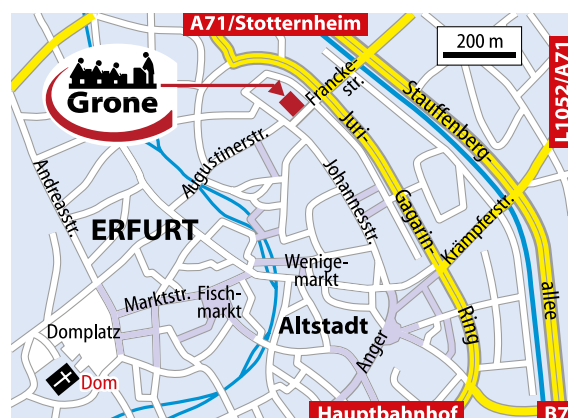 A71/Stotternheim
200 m
L1052/A71
Grone
Francke-
str.
Stauffenberg-
allee
Juri-
Gagarin-
Ring
Augustinerstr.
Johannesstr.
Andreasstr.
Krämpferstr.
ERFURT
Wenige-
markt
Marktstr.
Fisch-
markt
Domplatz
Altstadt
Anger
Dom
Hauptbahnhof
B7